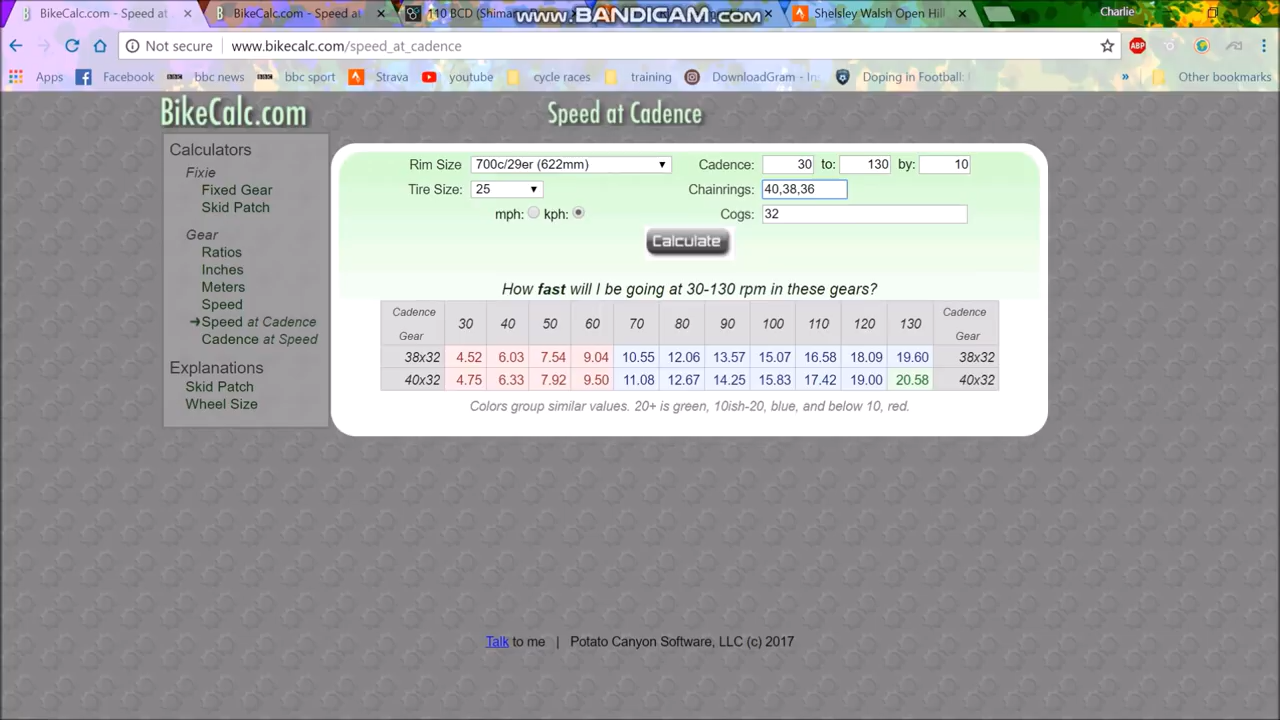 BikeCalc.com - Speed at
BikeCalc.com - Speed at
110 BCD (Shima
www.BANDICAM.com
Shelsley Walsh Open Hill
Charlie
Not secure
www.bikecalc.com/speed_at_cadence
ABP
Apps
Facebook
bbc news
bbc sport
Strava
youtube
cycle races
training
DownloadGram - In
Doping in Football:
»
Other bookmarks
BikeCalc.com
Speed at Cadence
Calculators
Fixie
Fixed Gear
Skid Patch
Gear
Ratios
Inches
Meters
Speed
➔Speed at Cadence
Cadence at Speed
Explanations
Skid Patch
Wheel Size
Rim Size 700c/29er (622mm) Cadence: 30 to: 130 by: 10
Tire Size: 25 Chainrings: 40,38,36
mph: kph: Cogs: 32
Calculate
How fast will I be going at 30-130 rpm in these gears?
Cadence 30 40 50 60 70 80 90 100 110 120 130 Cadence
Gear Gear
38x32 4.52 6.03 7.54 9.04 10.55 12.06 13.57 15.07 16.58 18.09 19.60 38x32
40x32 4.75 6.33 7.92 9.50 11.08 12.67 14.25 15.83 17.42 19.00 20.58 40x32
Colors group similar values. 20+ is green, 10ish-20, blue, and below 10, red.
Talk to me | Potato Canyon Software, LLC (c) 2017